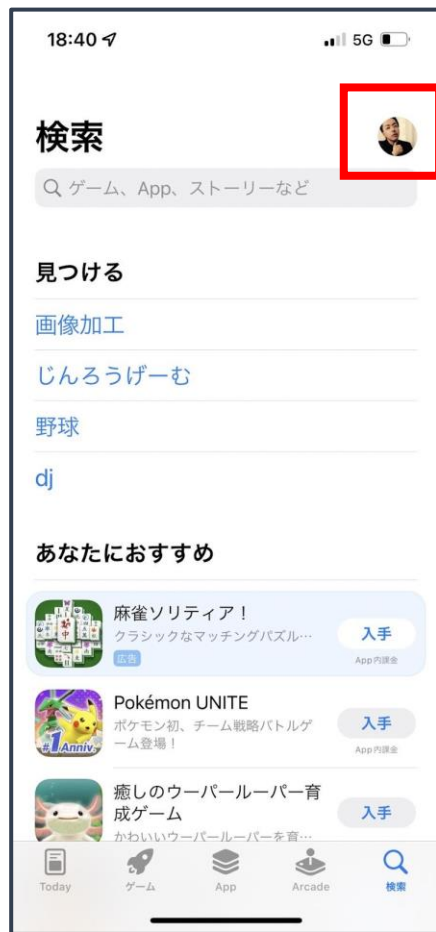 18:40
5G
検索
ゲーム、App、ストーリーなど
見つける
画像加工
じんろうげーむ
野球
dj
あなたにおすすめ
麻雀ソリティア！
クラシックなマッチングパズル…
入手
広告
App内課金
Pokémon UNITE
ポケモン初、チーム戦略バトルゲ
ーム登場！
入手
App内課金
#1 Anniv
癒しのウーパールーパー育
成ゲーム
入手
かわいいウーパールーパーを育…
Today
ゲーム
App
Arcade
検索